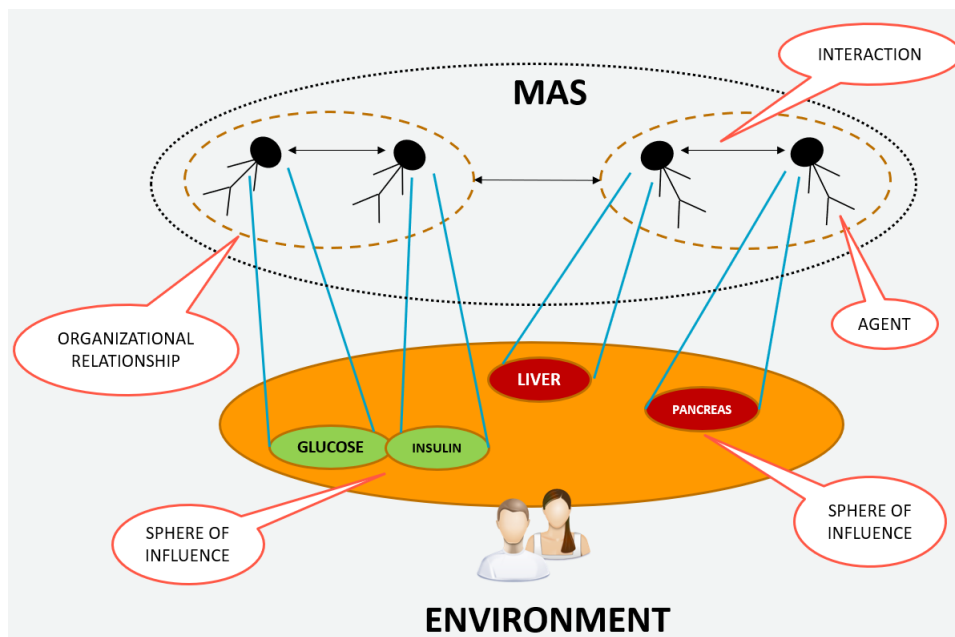 INTERACTION
MAS
ORGANIZATIONAL
RELATIONSHIP
AGENT
LIVER
PANCREAS
GLUCOSE
INSULIN
SPHERE OF
INFLUENCE
SPHERE OF
INFLUENCE
ENVIRONMENT